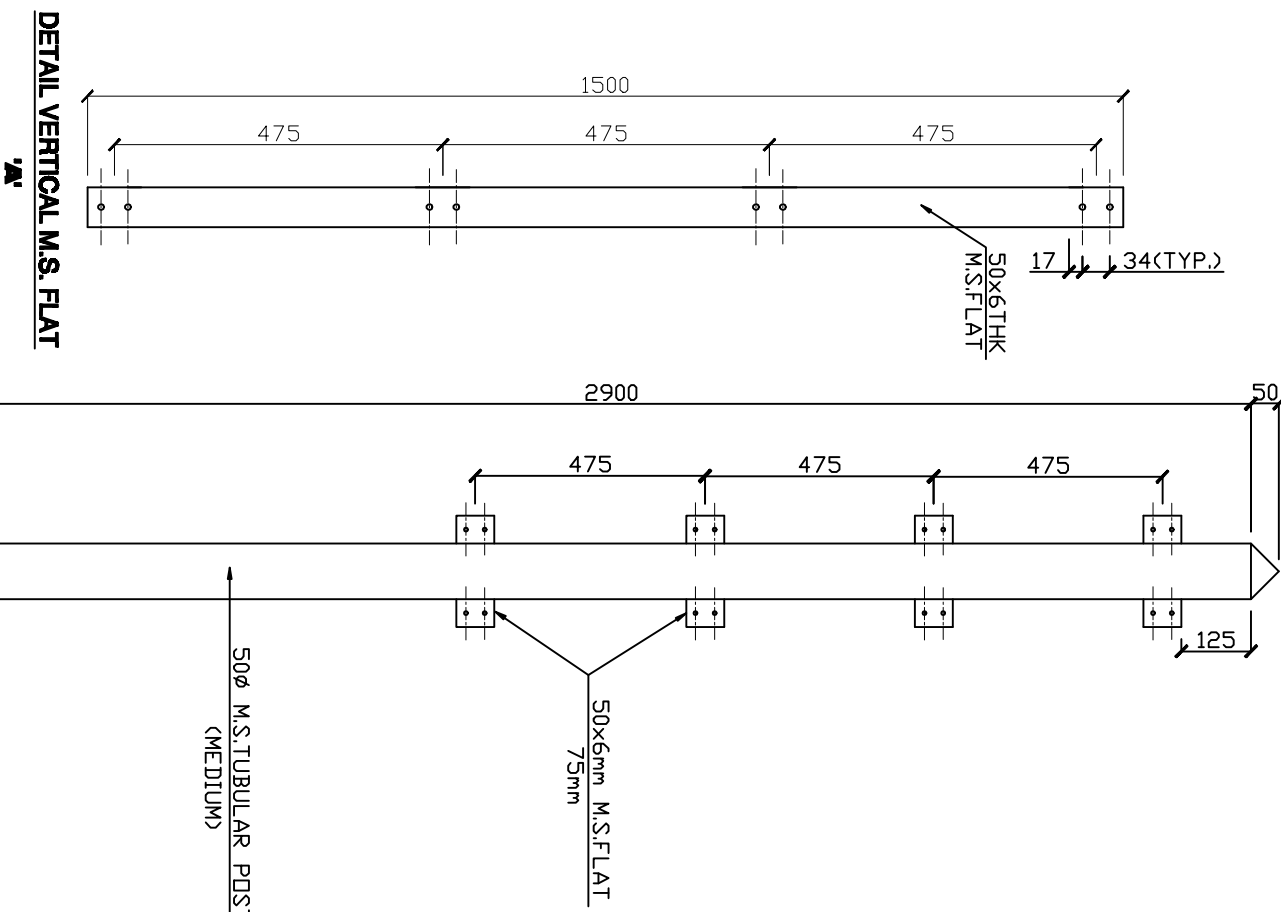 1500
475
475
475
17
34(TYP.)
50x6THK
M.S.FLAT
DETAIL VERTICAL M.S. FLAT
'A'
2900
50
475
475
475
125
50x6mm M.S.FLAT
75mm
50ø M.S.TUBULAR POST
(MEDIUM)